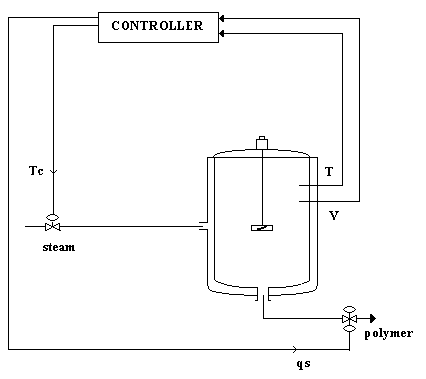 CONTROLLER
Tc
T
V
steam
polymer
qs